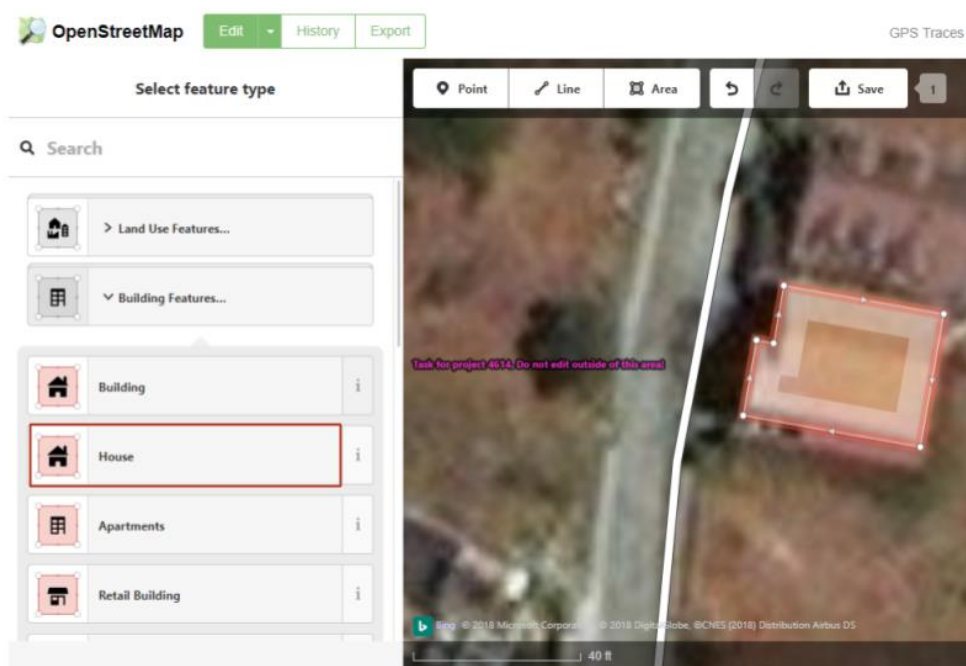 OpenStreetMap
Edit
History
Export
GPS Traces
Select feature type
Point
Line
Area
Save
1
Search
Land Use Features...
Building Features...
Task for project 4614. Do not edit outside of this area!
Building
i
House
i
Apartments
i
Retail Building
i
Bing © 2018 Microsoft Corporation © 2018 DigitalGlobe, ©CNES (2018) Distribution Airbus DS
40 ft